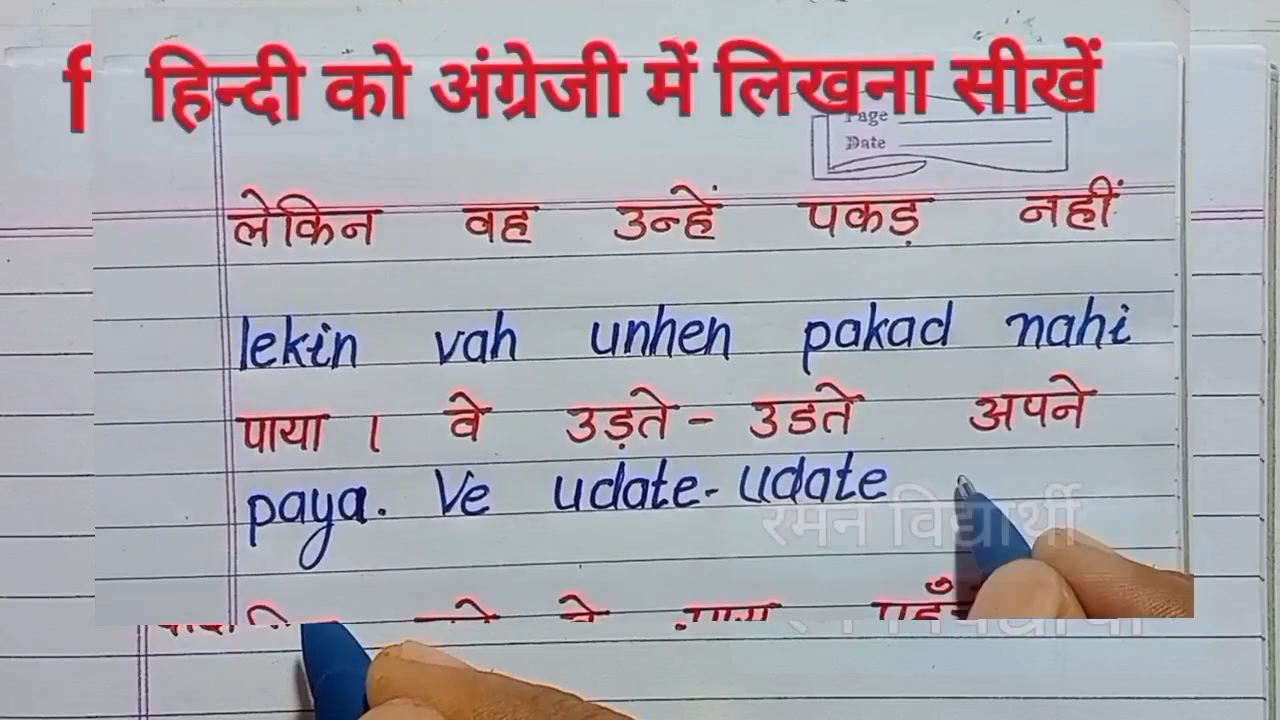 हिन्दी को अंग्रेजी में लिखना सीखें
Page
Date
लेकिन वह उन्हें पकड़ नहीं
lekin vah unhen pakad nahi
पाया । वे उड़ते - उडते अपने
paya. Ve udate-udate
रमन विद्यार्थी